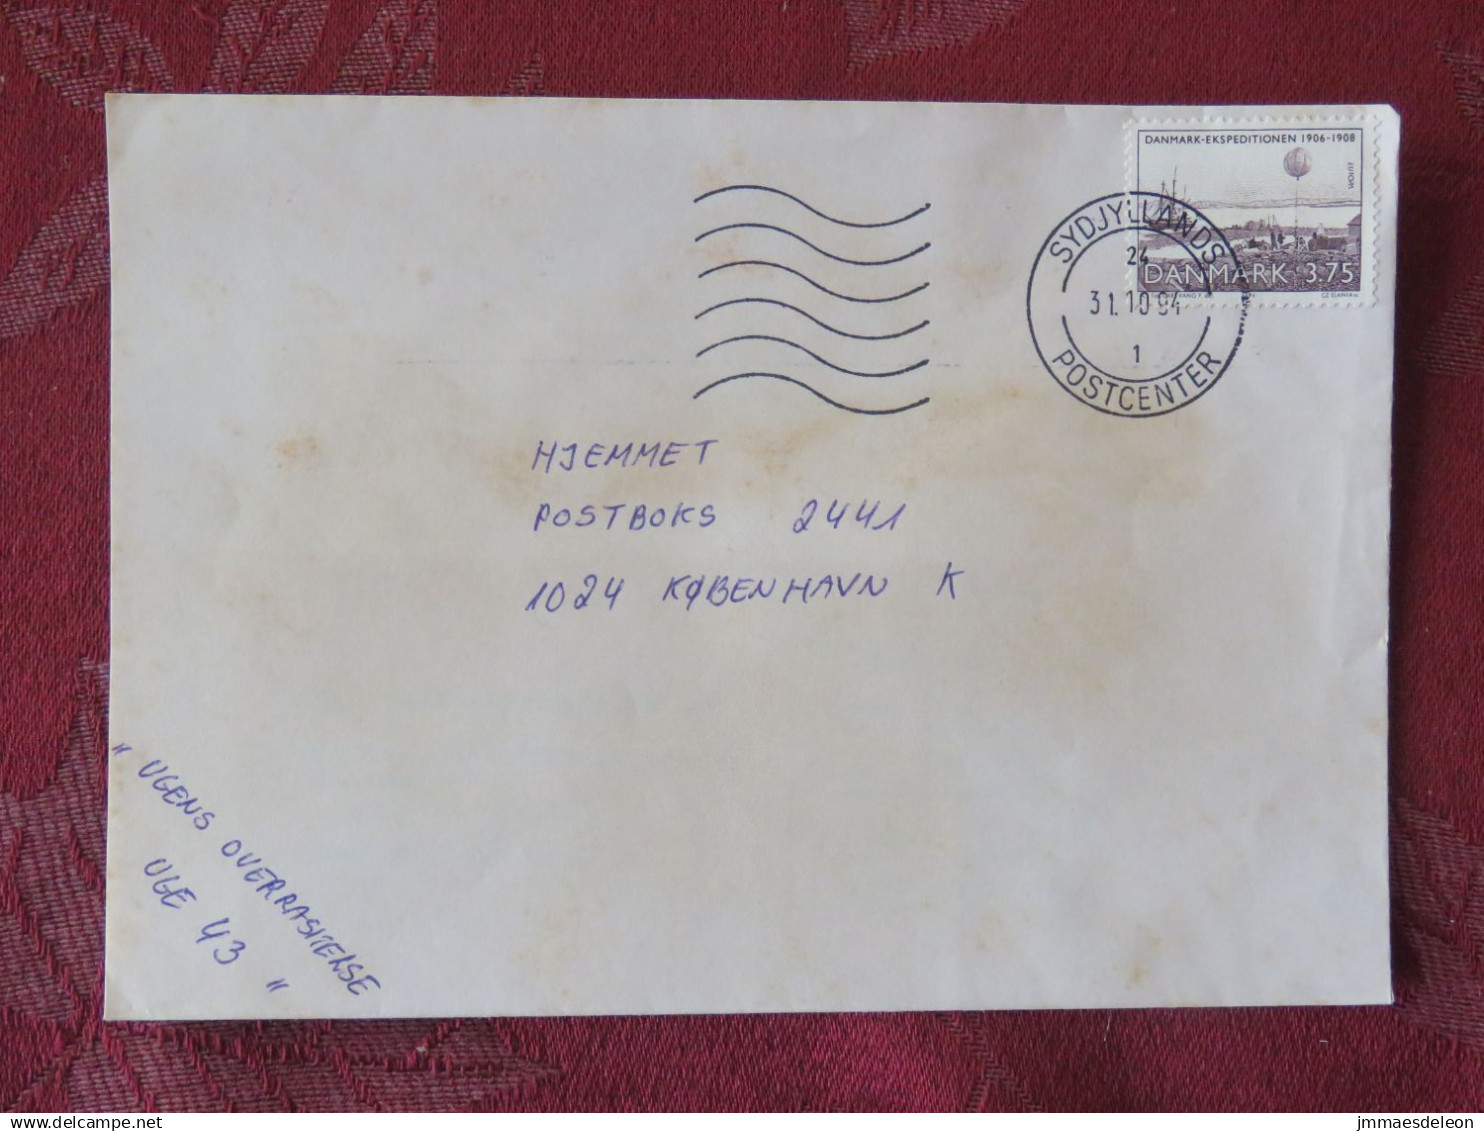 DANMARK-EKSPEDITIONEN 1906-1908
DANMARK 3.75
SYDJYLLANDS
24
31.10.94
1
POSTCENTER
HJEMMET
POSTBOKS 2441
1024 KØBENHAVN K
" UGENS OVERRASKELSE
UGE 43 "
jmmaesdeleon